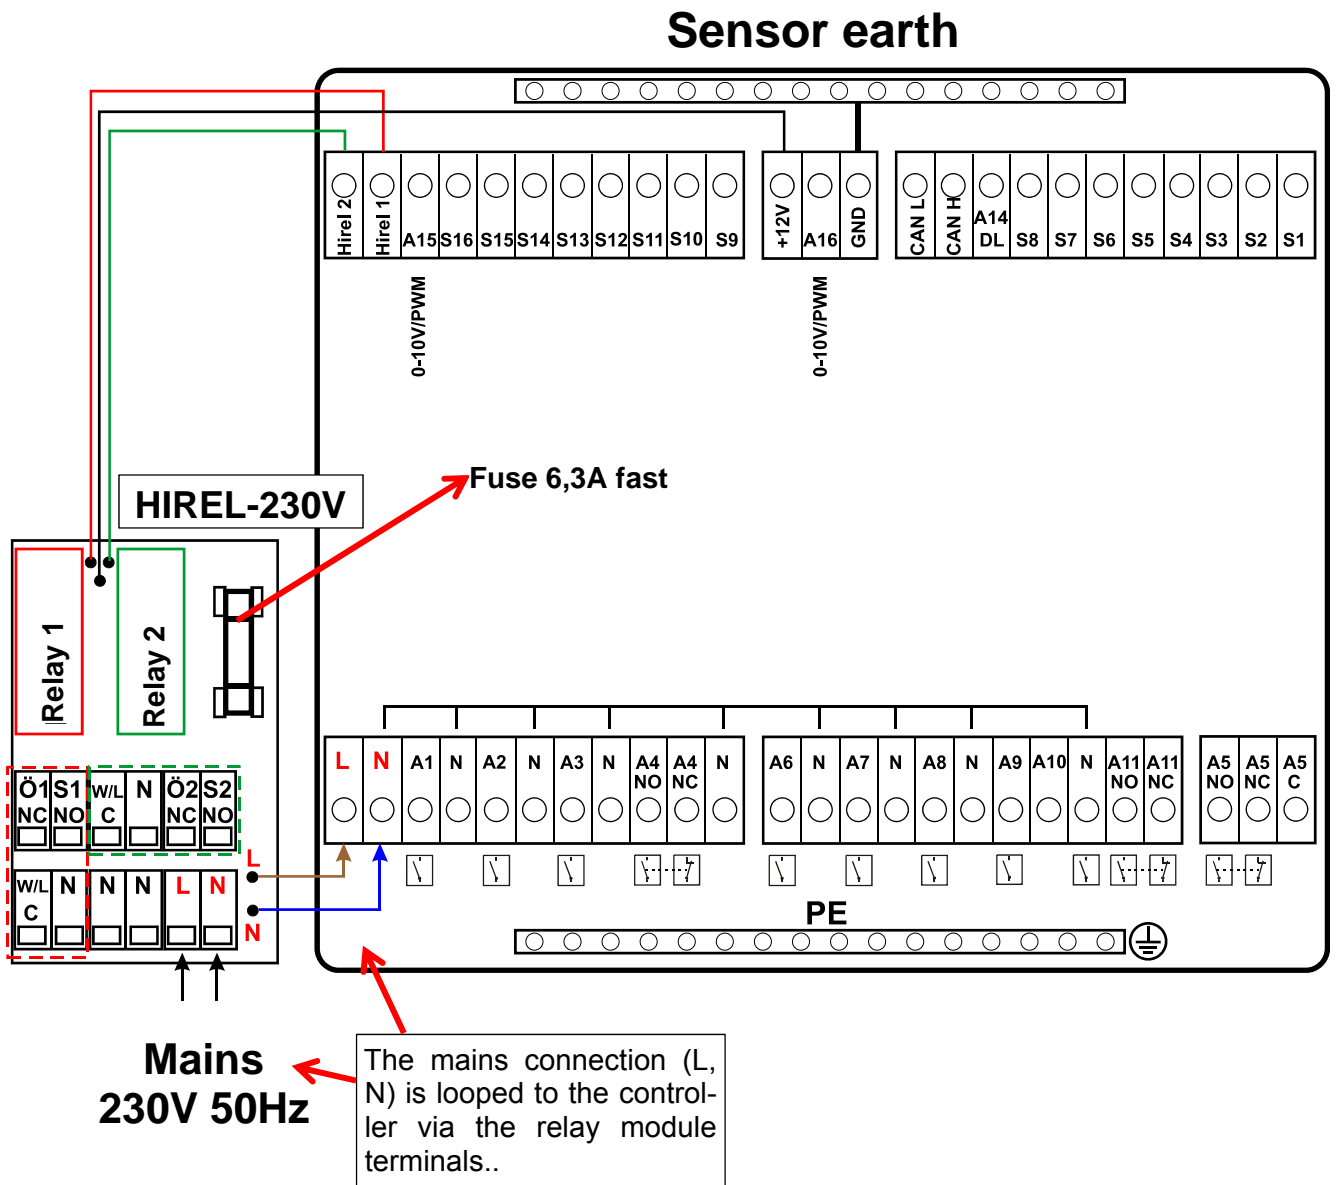 Sensor earth
Hirel 2
Hirel 1
A15 S16 S15 S14 S13 S12 S11 S10 S9
+12V
A16
GND
CAN L
CAN H
A14
DL S8 S7 S6 S5 S4 S3 S2 S1
0-10V/PWM
0-10V/PWM
Fuse 6,3A fast
HIREL-230V
Relay 1
Relay 2
L N A1 N A2 N A3 N A4 A4 N
NO NC
A6 N A7 N A8 N A9 A10 N A11 A11
NO NC
A5 A5 A5
NO NC C
Ö1 S1 W/L N Ö2 S2
NC NO C NC NO
W/L N N N L N
C
L
N
PE
Mains
230V 50Hz
The mains connection (L,
N) is looped to the control-
ler via the relay module
terminals..